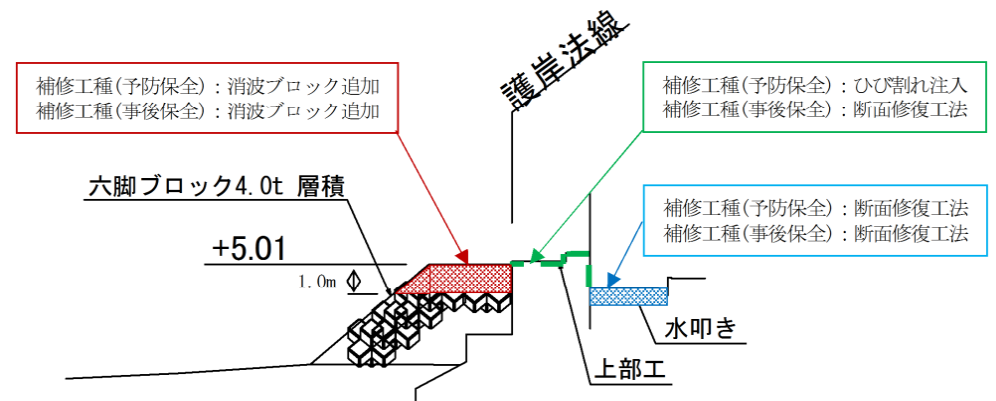 護岸法線
補修工種(予防保全)：消波ブロック追加
補修工種(事後保全)：消波ブロック追加
補修工種(予防保全)：ひび割れ注入
補修工種(事後保全)：断面修復工法
六脚ブロック4.0t 層積
補修工種(予防保全)：断面修復工法
補修工種(事後保全)：断面修復工法
+5.01
1.0m
水叩き
上部工